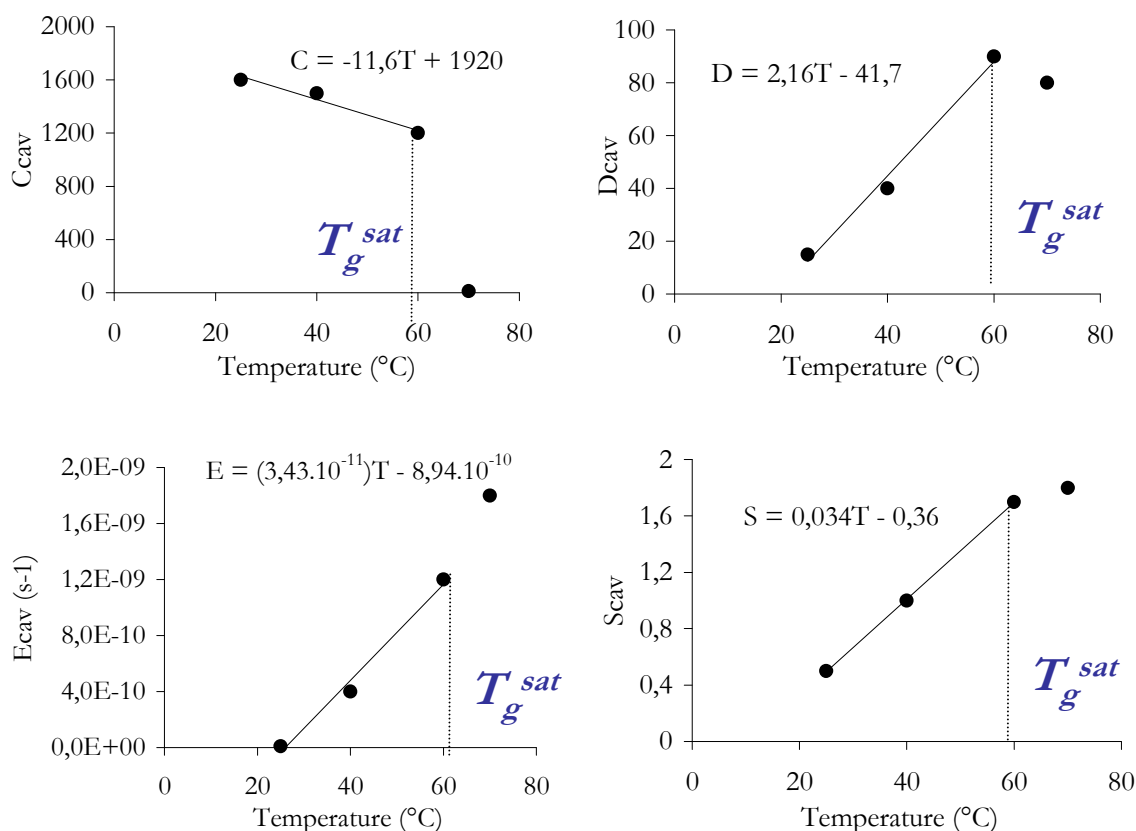 2000
1600
1200
800
400
0
Ccav
C = -11,6T + 1920
T_g^sat
0 20 40 60 80
Temperature (°C)
100
80
60
40
20
0
Dcav
D = 2,16T - 41,7
T_g^sat
0 20 40 60 80
Temperature (°C)
2,0E-09
1,6E-09
1,2E-09
8,0E-10
4,0E-10
0,0E+00
Ecav (s-1)
E = (3,43.10^-11)T - 8,94.10^-10
T_g^sat
0 20 40 60 80
Temperature (°C)
2
1,6
1,2
0,8
0,4
0
Scav
S = 0,034T - 0,36
T_g^sat
0 20 40 60 80
Temperature (°C)